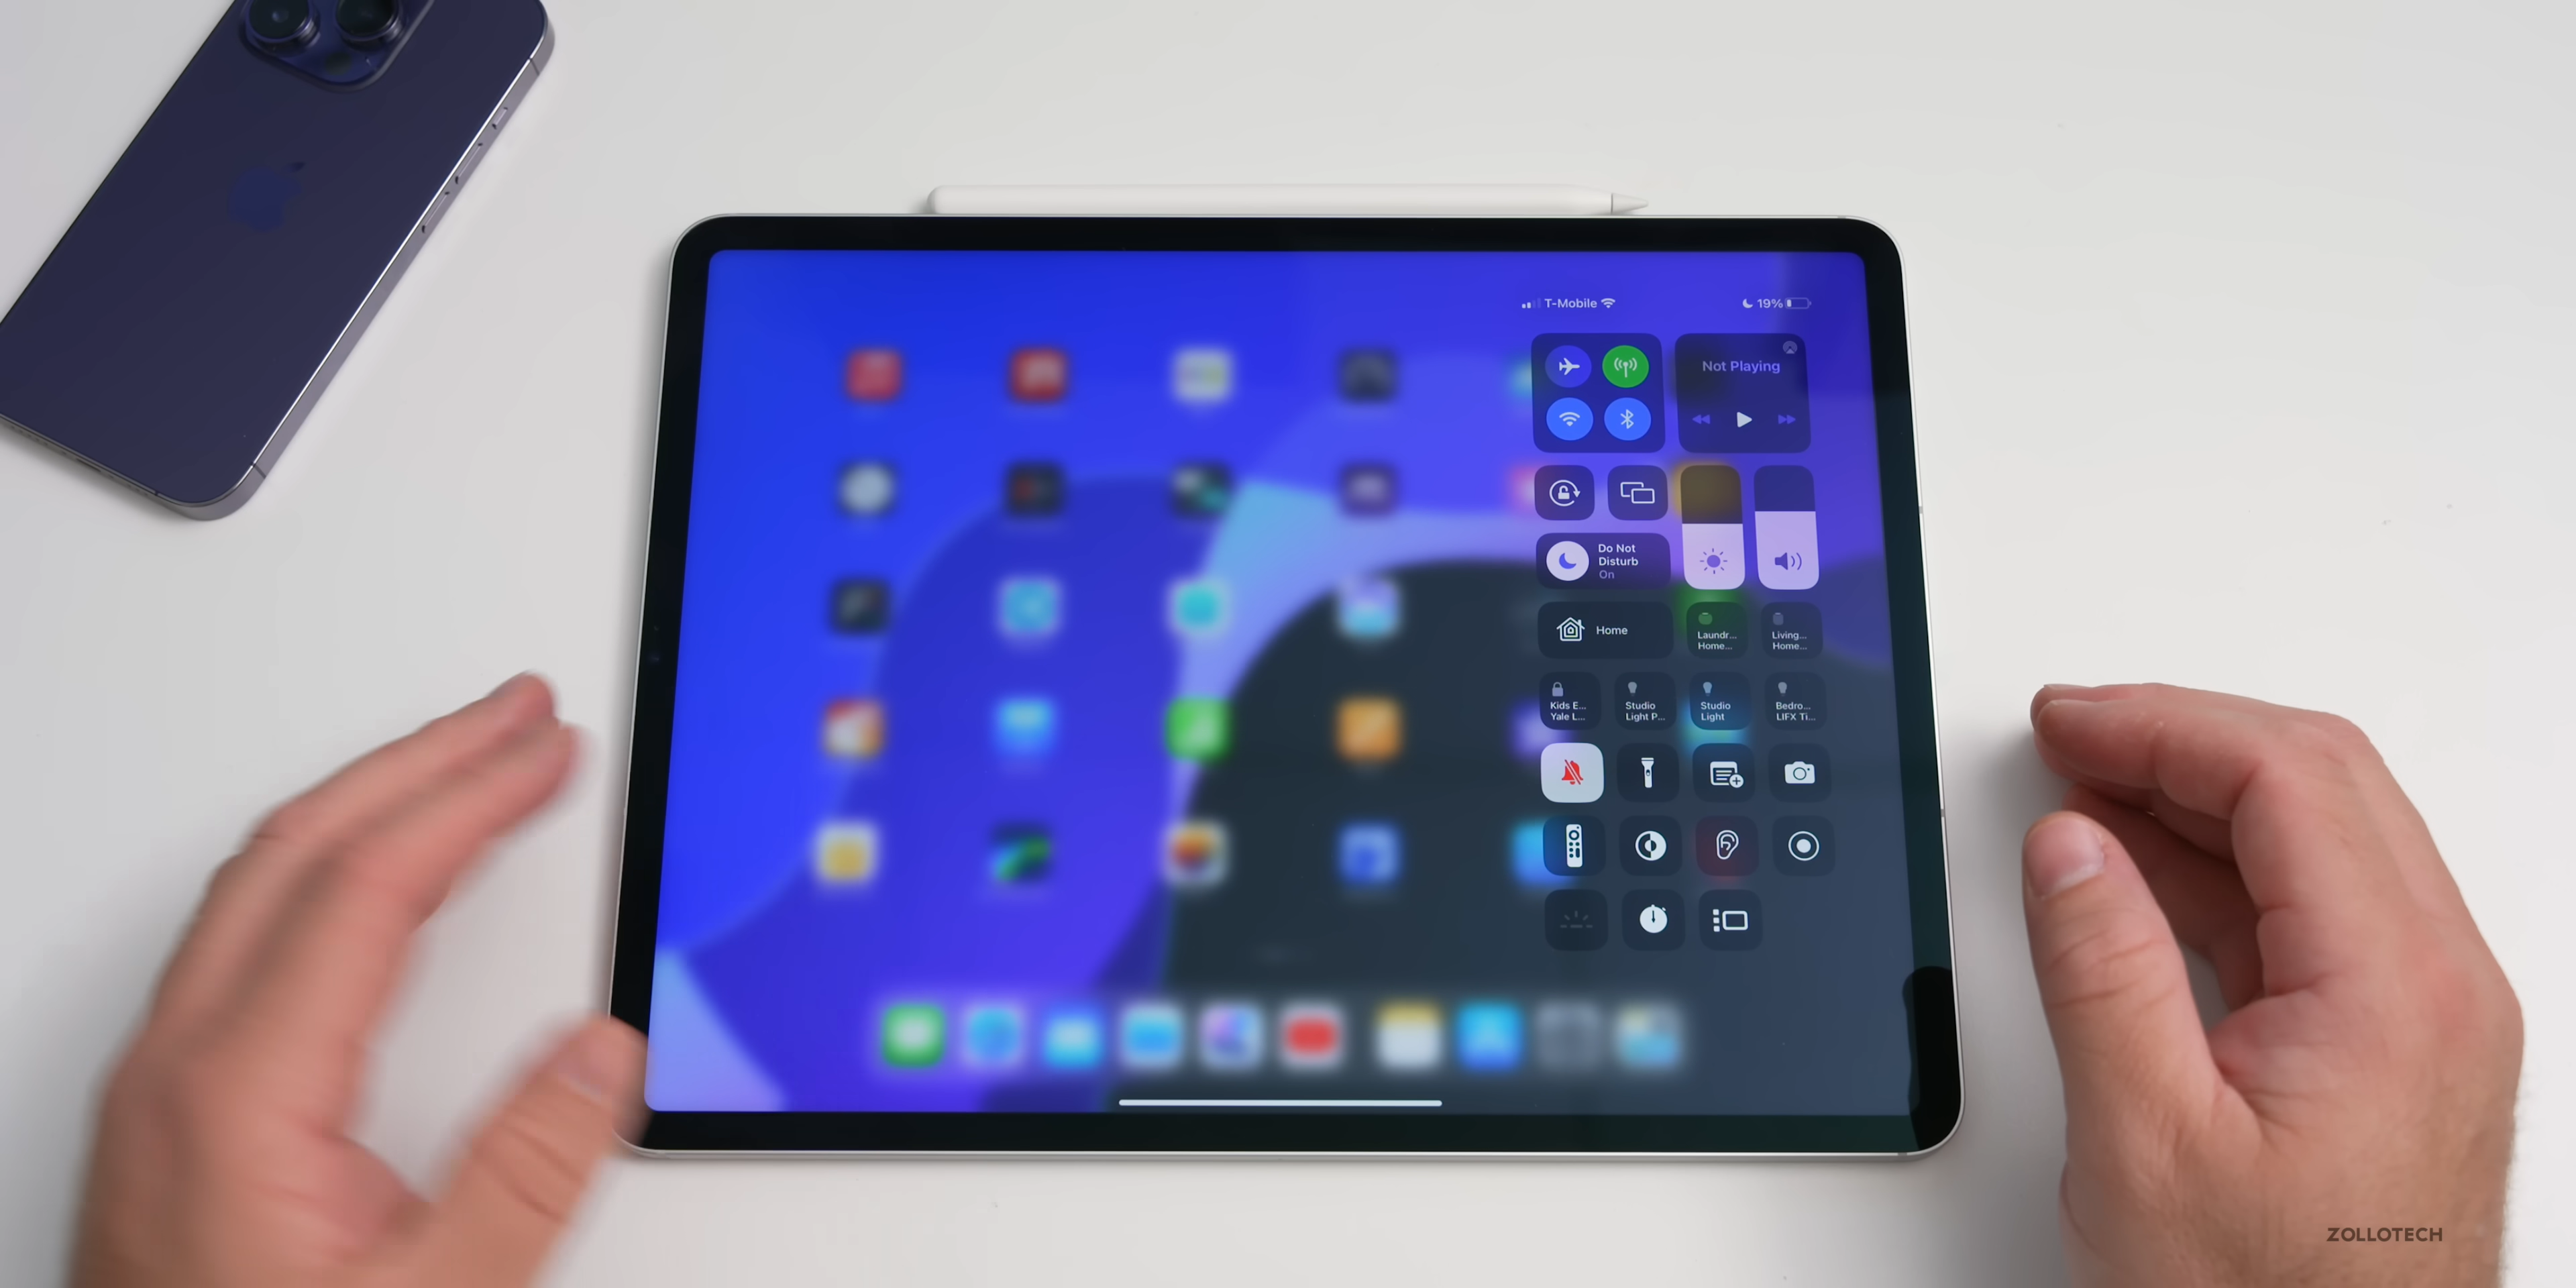 T-Mobile
19%
Not Playing
Do Not
Disturb
On
Home
Laundr...
Home...
Living...
Home...
Kids E...
Yale L...
Studio
Light P...
Studio
Light
Bedro...
LIFX Ti...
ZOLLOTECH